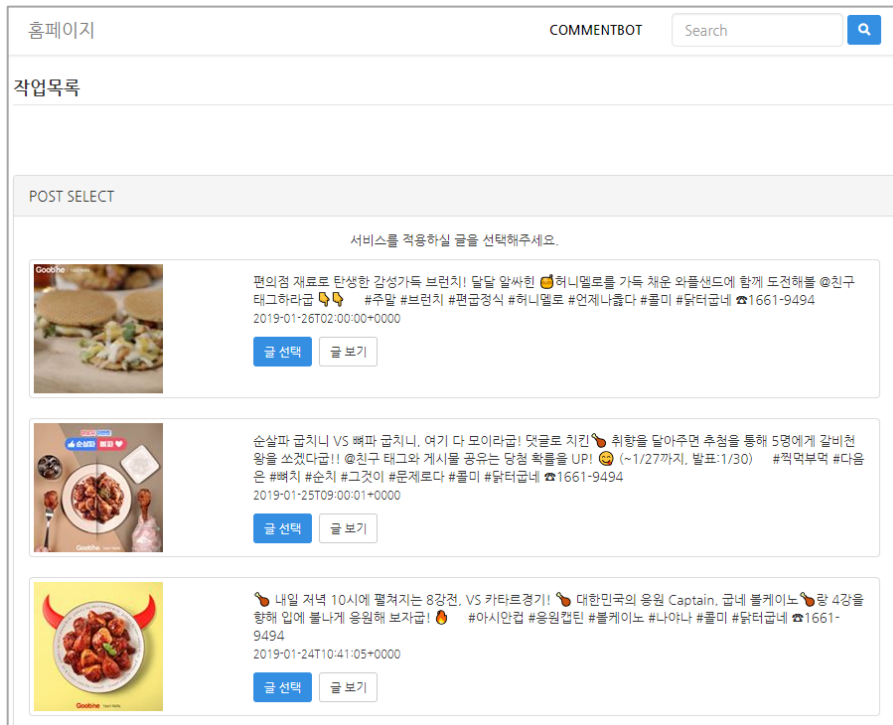 홈페이지
COMMENTBOT
Search
작업목록
POST SELECT
서비스를 적용하실 글을 선택해주세요.
Goobne
편의점 재료로 탄생한 감성가득 브런치! 달달 알싸한 🍯허니멜로를 가득 채운 와플샌드에 함께 도전해볼 @친구
태그하라굽 👇👇 #주말 #브런치 #편굽정식 #허니멜로 #언제나옳다 #콜미 #닭터굽네 ☎1661-9494
2019-01-26T02:00:00+0000
글 선택
글 보기
순살파
뼈파
Goobne
순살파 굽치니 VS 뼈파 굽치니, 여기 다 모이라굽! 댓글로 치킨🍗 취향을 달아주면 추첨을 통해 5명에게 갈비천
왕을 쏘겠다굽!! @친구 태그와 게시물 공유는 당첨 확률을 UP! 😋 (~1/27까지, 발표:1/30) #찍먹부먹 #다음
은 #뼈치 #순치 #그것이 #문제로다 #콜미 #닭터굽네 ☎1661-9494
2019-01-25T09:00:01+0000
글 선택
글 보기
Goobne
🍗 내일 저녁 10시에 펼쳐지는 8강전, VS 카타르경기! 🍗 대한민국의 응원 Captain, 굽네 볼케이노🍗랑 4강을
향해 입에 불나게 응원해 보자굽! 🔥 #아시안컵 #응원캡틴 #볼케이노 #나야나 #콜미 #닭터굽네 ☎1661-
9494
2019-01-24T10:41:05+0000
글 선택
글 보기